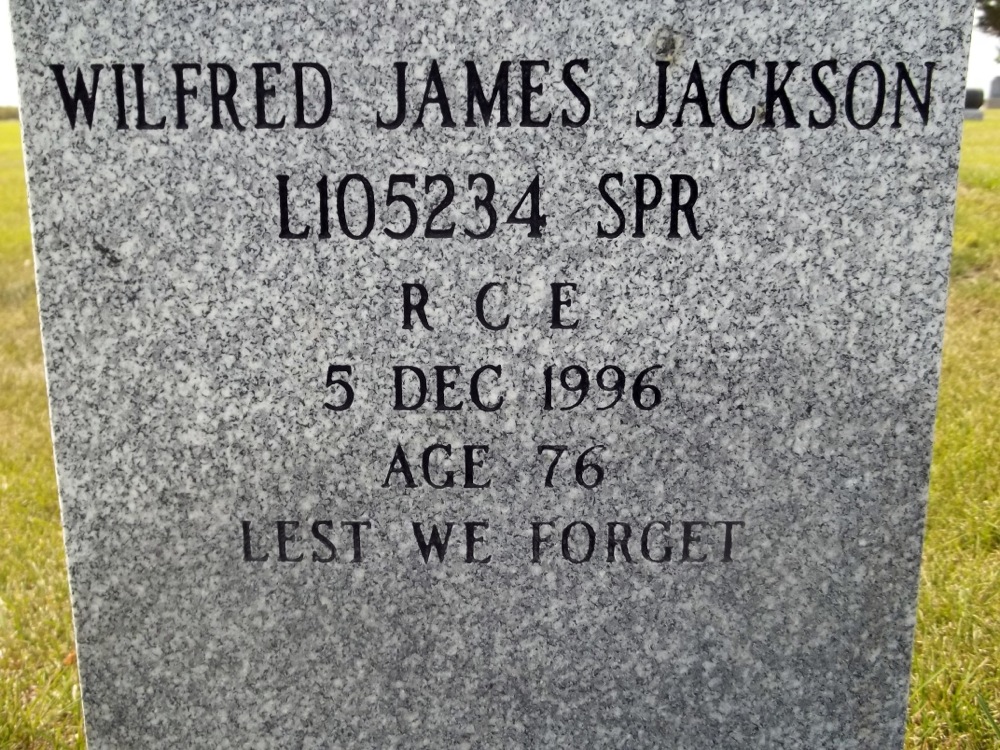 WILFRED JAMES JACKSON
L105234 SPR
R C E
5 DEC 1996
AGE 76
LEST WE FORGET